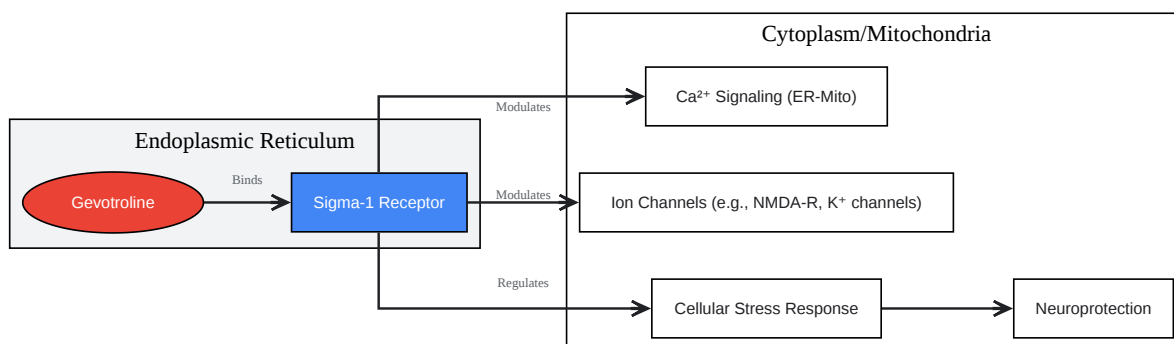 Cytoplasm/Mitochondria
Ca²⁺ Signaling (ER-Mito)
Modulates
Endoplasmic Reticulum
Binds
Gevotroline
Sigma-1 Receptor
Modulates
Ion Channels (e.g., NMDA-R, K⁺ channels)
Regulates
Cellular Stress Response
Neuroprotection